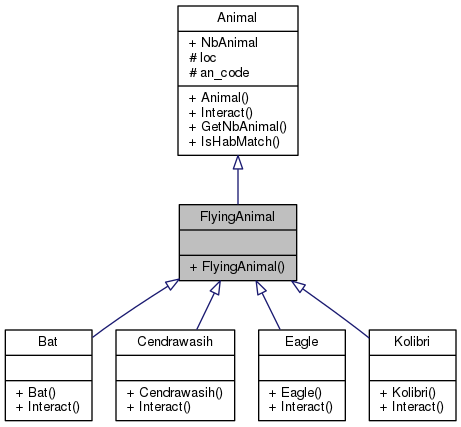 Animal
+ NbAnimal
# loc
# an_code
+ Animal()
+ Interact()
+ GetNbAnimal()
+ IsHabMatch()
FlyingAnimal
+ FlyingAnimal()
Bat
+ Bat()
+ Interact()
Cendrawasih
+ Cendrawasih()
+ Interact()
Eagle
+ Eagle()
+ Interact()
Kolibri
+ Kolibri()
+ Interact()